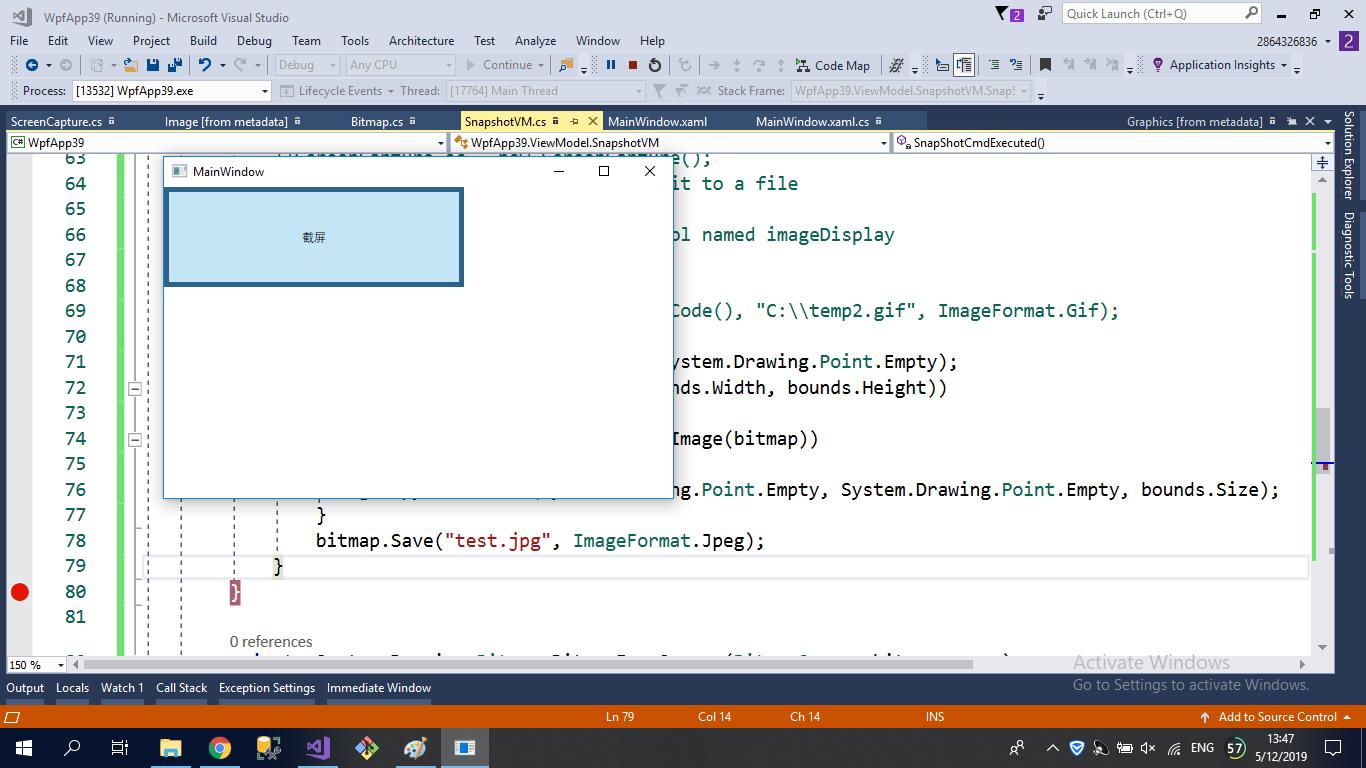 WpfApp39 (Running) - Microsoft Visual Studio
2
Quick Launch (Ctrl+Q)
File Edit View Project Build Debug Team Tools Architecture Test Analyze Window Help
2864326836 2
Debug Any CPU Continue Code Map Application Insights
Process: [13532] WpfApp39.exe Lifecycle Events Thread: [17764] Main Thread Stack Frame: WpfApp39.ViewModel.SnapshotVM.SnapS
ScreenCapture.cs Image [from metadata] Bitmap.cs SnapshotVM.cs MainWindow.xaml MainWindow.xaml.cs Graphics [from metadata]
C# WpfApp39 WpfApp39.ViewModel.SnapshotVM SnapShotCmdExecuted()
Solution Explorer
Diagnostic Tools
MainWindow
截屏
63 ();
64 it to a file
65
66 ol named imageDisplay
67
68
69 Code(), "C:\\temp2.gif", ImageFormat.Gif);
70
71 ystem.Drawing.Point.Empty);
72 nds.Width, bounds.Height))
73
74 Image(bitmap))
75
76 ng.Point.Empty, System.Drawing.Point.Empty, bounds.Size);
77 }
78 bitmap.Save("test.jpg", ImageFormat.Jpeg);
79 }
80 }
81
0 references
150 %
Activate Windows
Go to Settings to activate Windows.
Output Locals Watch 1 Call Stack Exception Settings Immediate Window
Ln 79 Col 14 Ch 14 INS Add to Source Control
ENG 57 13:47
5/12/2019